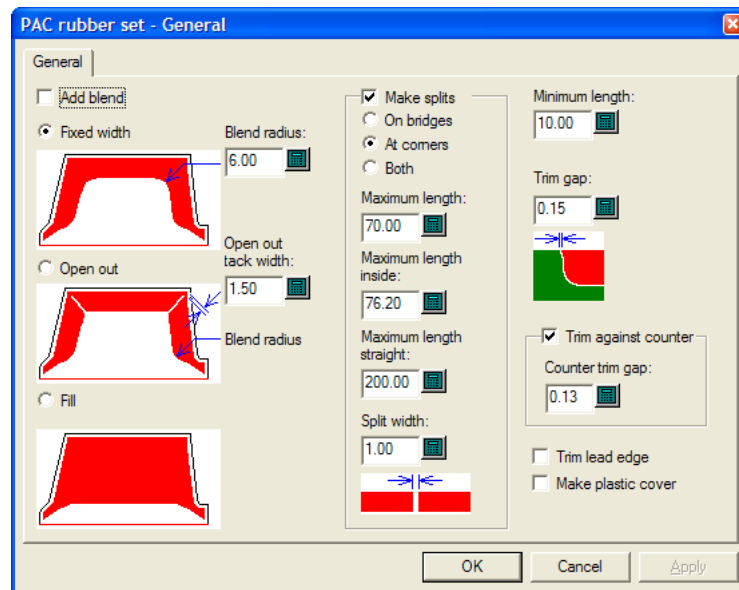 PAC rubber set - General
General
Add blend
Fixed width
Blend radius:
6.00
Open out
Open out
tack width:
1.50
Blend radius
Fill
Make splits
On bridges
At corners
Both
Maximum length:
70.00
Maximum length
inside:
76.20
Maximum length
straight:
200.00
Split width:
1.00
Minimum length:
10.00
Trim gap:
0.15
Trim against counter
Counter trim gap:
0.13
Trim lead edge
Make plastic cover
OK
Cancel
Apply